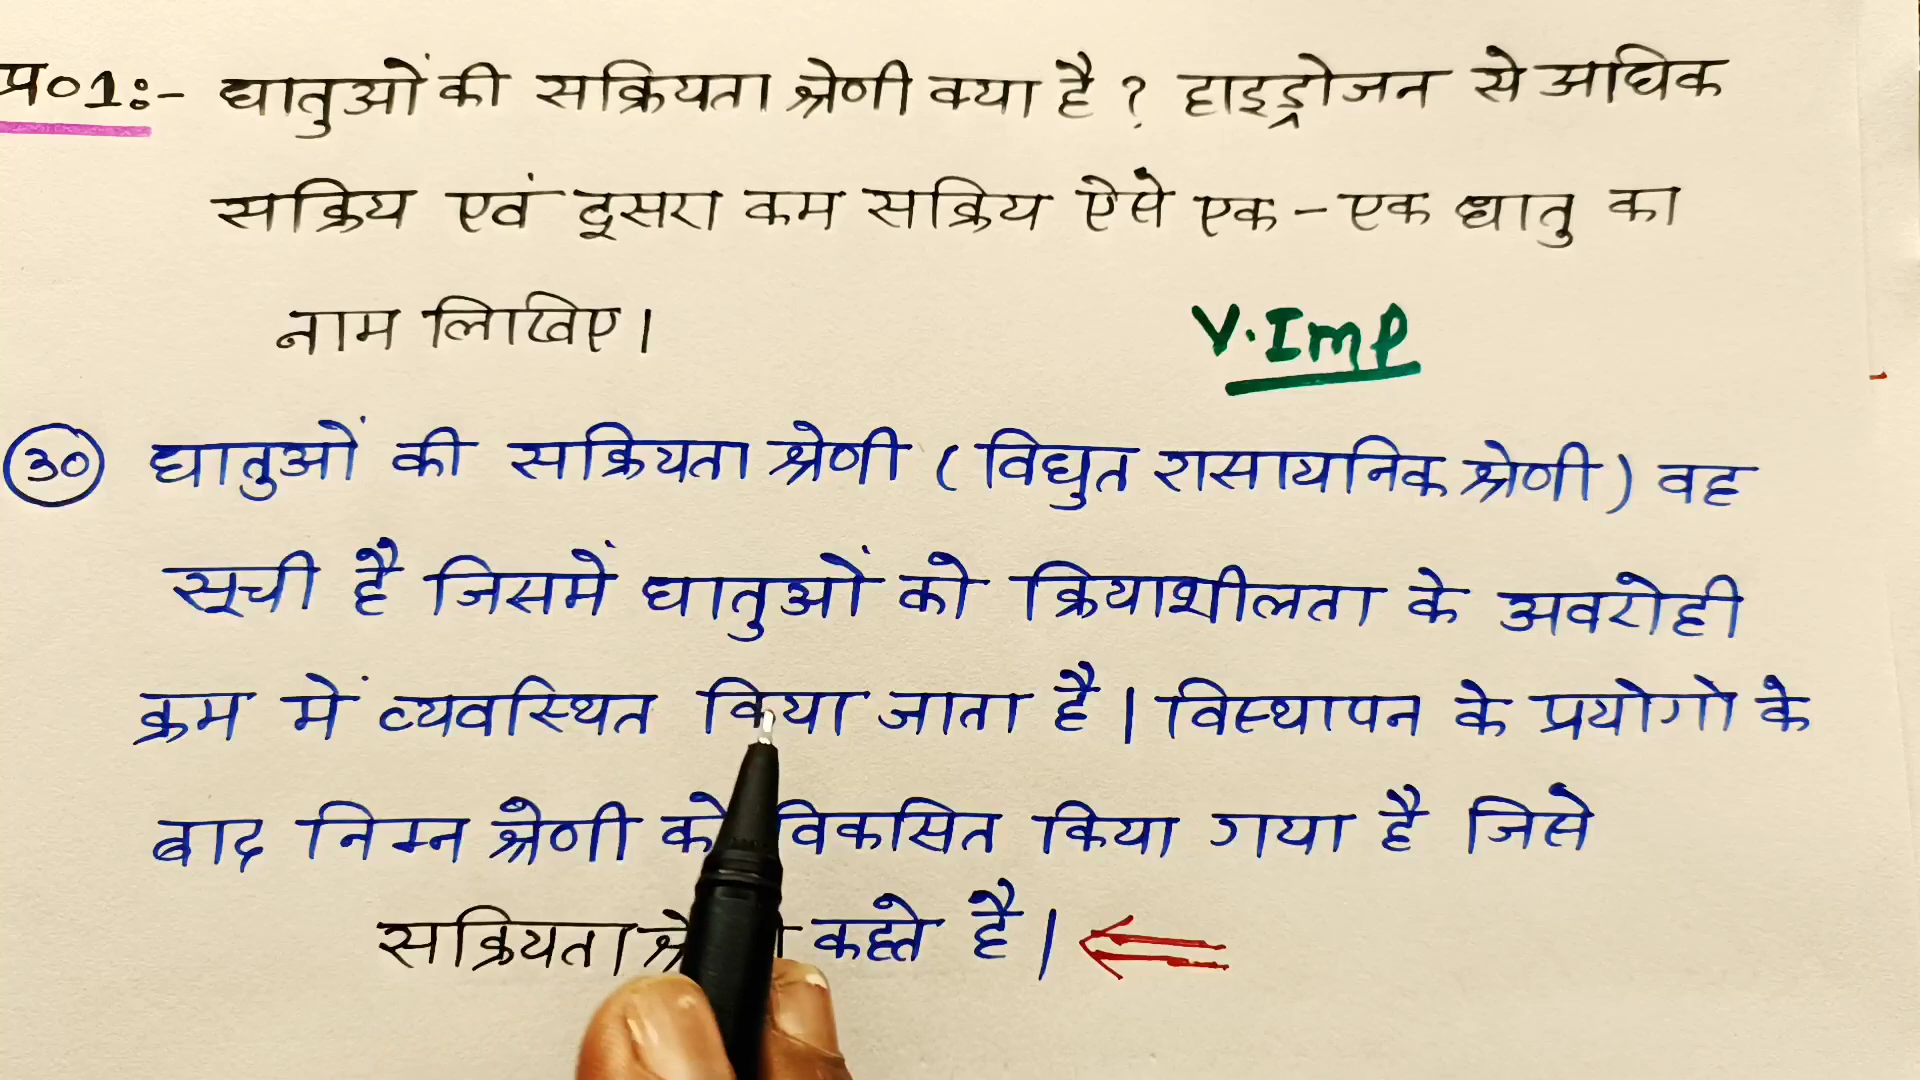 प्र०1:- धातुओं की सक्रियता श्रेणी क्या है? हाइड्रोजन से अधिक
सक्रिय एवं दूसरा कम सक्रिय ऐसे एक-एक धातु का
नाम लिखिए।
V.Imp
उ० धातुओं की सक्रियता श्रेणी (विद्युत रासायनिक श्रेणी) वह
सूची है जिसमें धातुओं को क्रियाशीलता के अवरोही
क्रम में व्यवस्थित किया जाता है। विस्थापन के प्रयोगो के
बाद निम्न श्रेणी को विकसित किया गया है जिसे
सक्रियता कहते है।